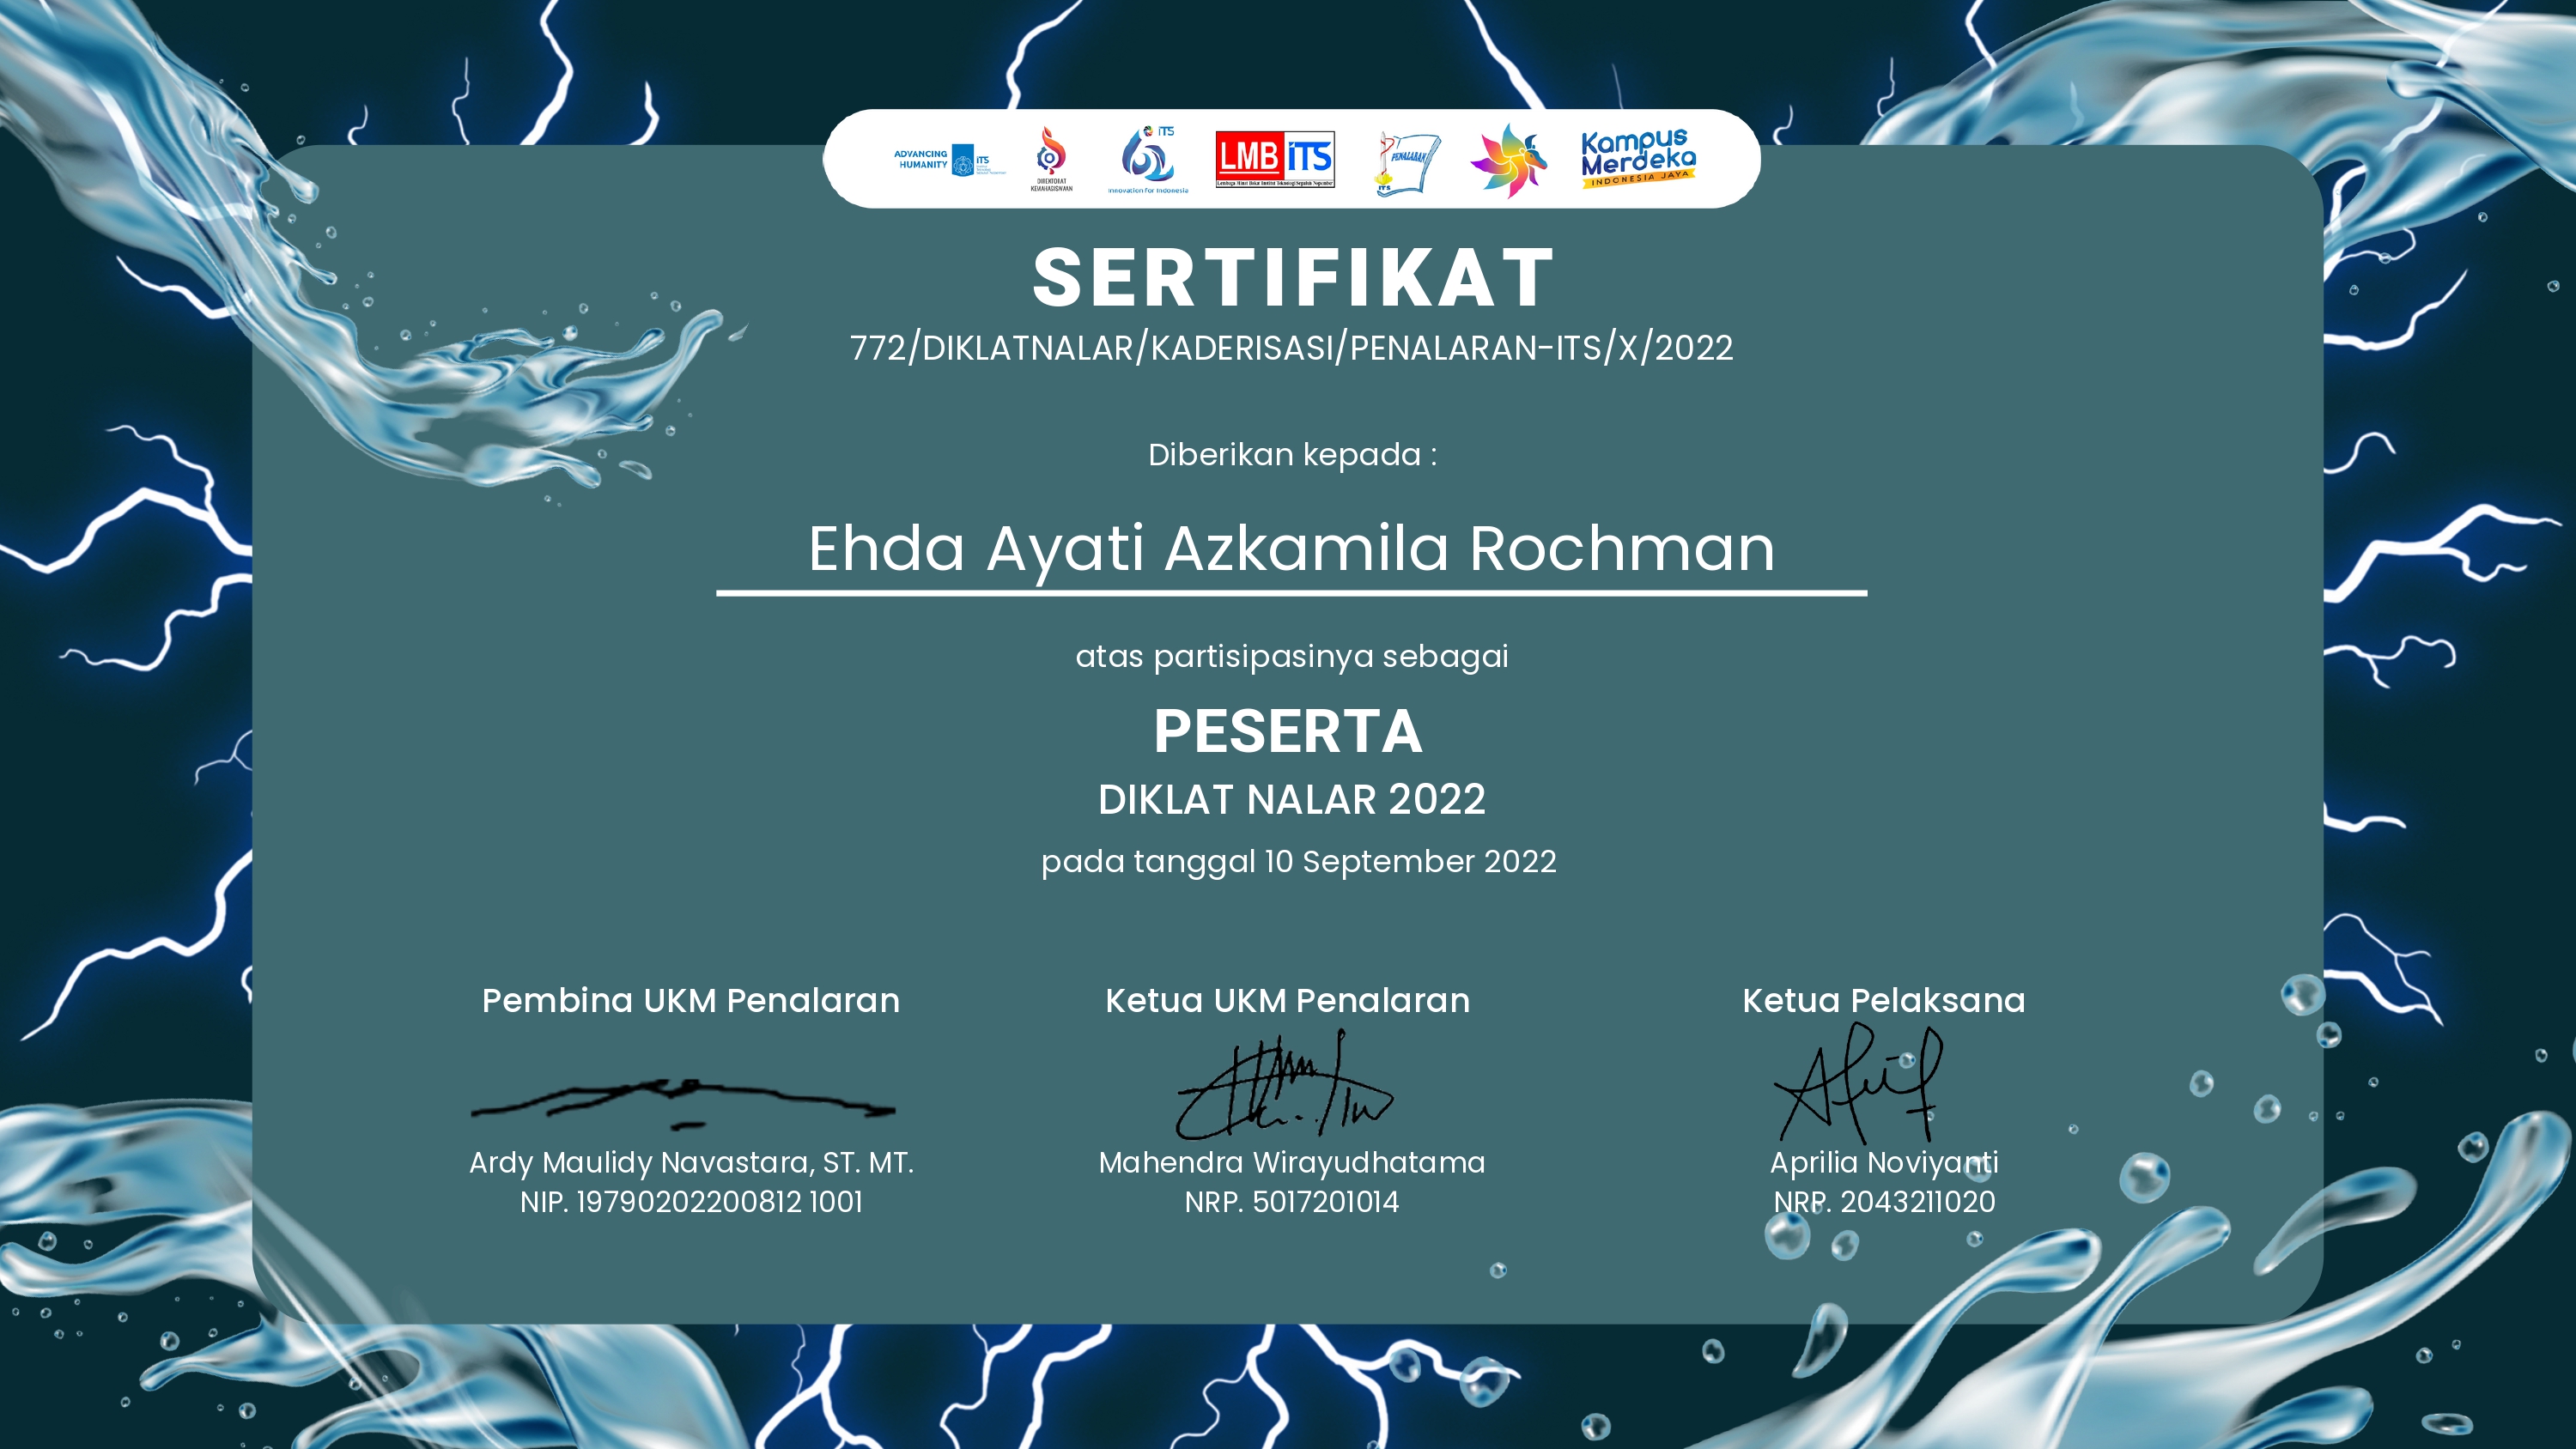 ADVANCING
HUMANITY
ITS
DIREKTORAT
KEMAHASISWAAN
ITS
Innovation for Indonesia
LMB ITS
PENALARAN
ITS
Kampus
Merdeka
INDONESIA JAYA
SERTIFIKAT
772/DIKLATNALAR/KADERISASI/PENALARAN-ITS/X/2022
Diberikan kepada :
Ehda Ayati Azkamila Rochman
atas partisipasinya sebagai
PESERTA
DIKLAT NALAR 2022
pada tanggal 10 September 2022
Pembina UKM Penalaran
Ardy Maulidy Navastara, ST. MT.
NIP. 19790202200812 1001
Ketua UKM Penalaran
Mahendra Wirayudhatama
NRP. 5017201014
Ketua Pelaksana
Aprilia Noviyanti
NRP. 2043211020